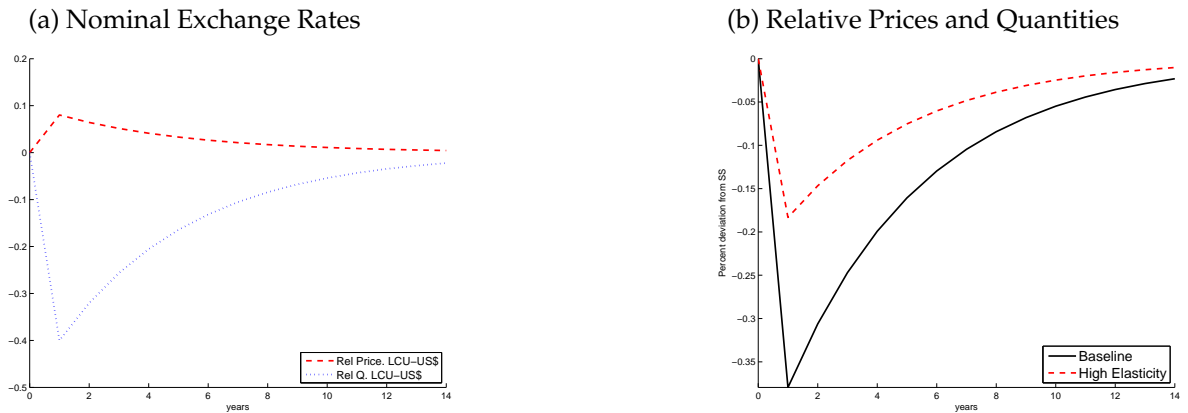 (a) Nominal Exchange Rates
0.2
0.1
0
−0.1
−0.2
−0.3
−0.4
−0.5
0 2 4 6 8 10 12 14
years
Rel Price. LCU−US$
Rel Q. LCU−US$
(b) Relative Prices and Quantities
0
−0.05
−0.1
−0.15
−0.2
−0.25
−0.3
−0.35
Percent deviation from SS
0 2 4 6 8 10 12 14
years
Baseline
High Elasticity